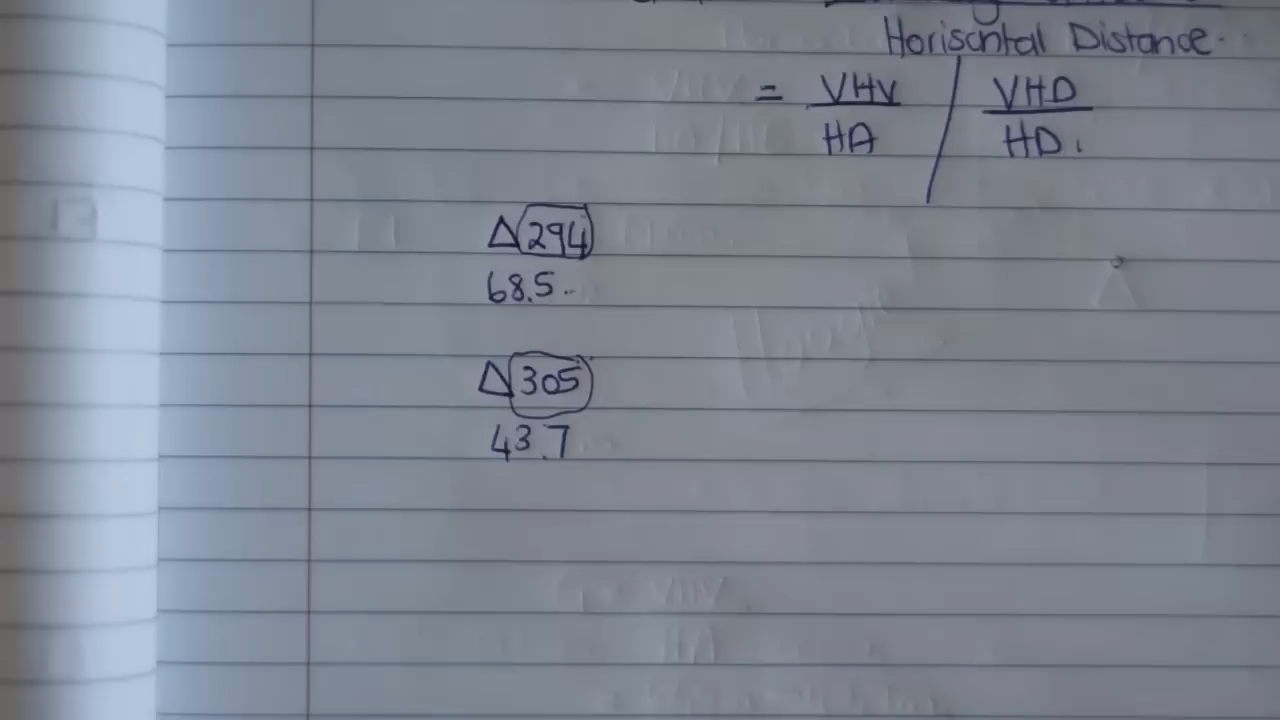 Horisontal Distance.
= VHV / VHD
HA HD.
Δ294
68.5
Δ305
43.7